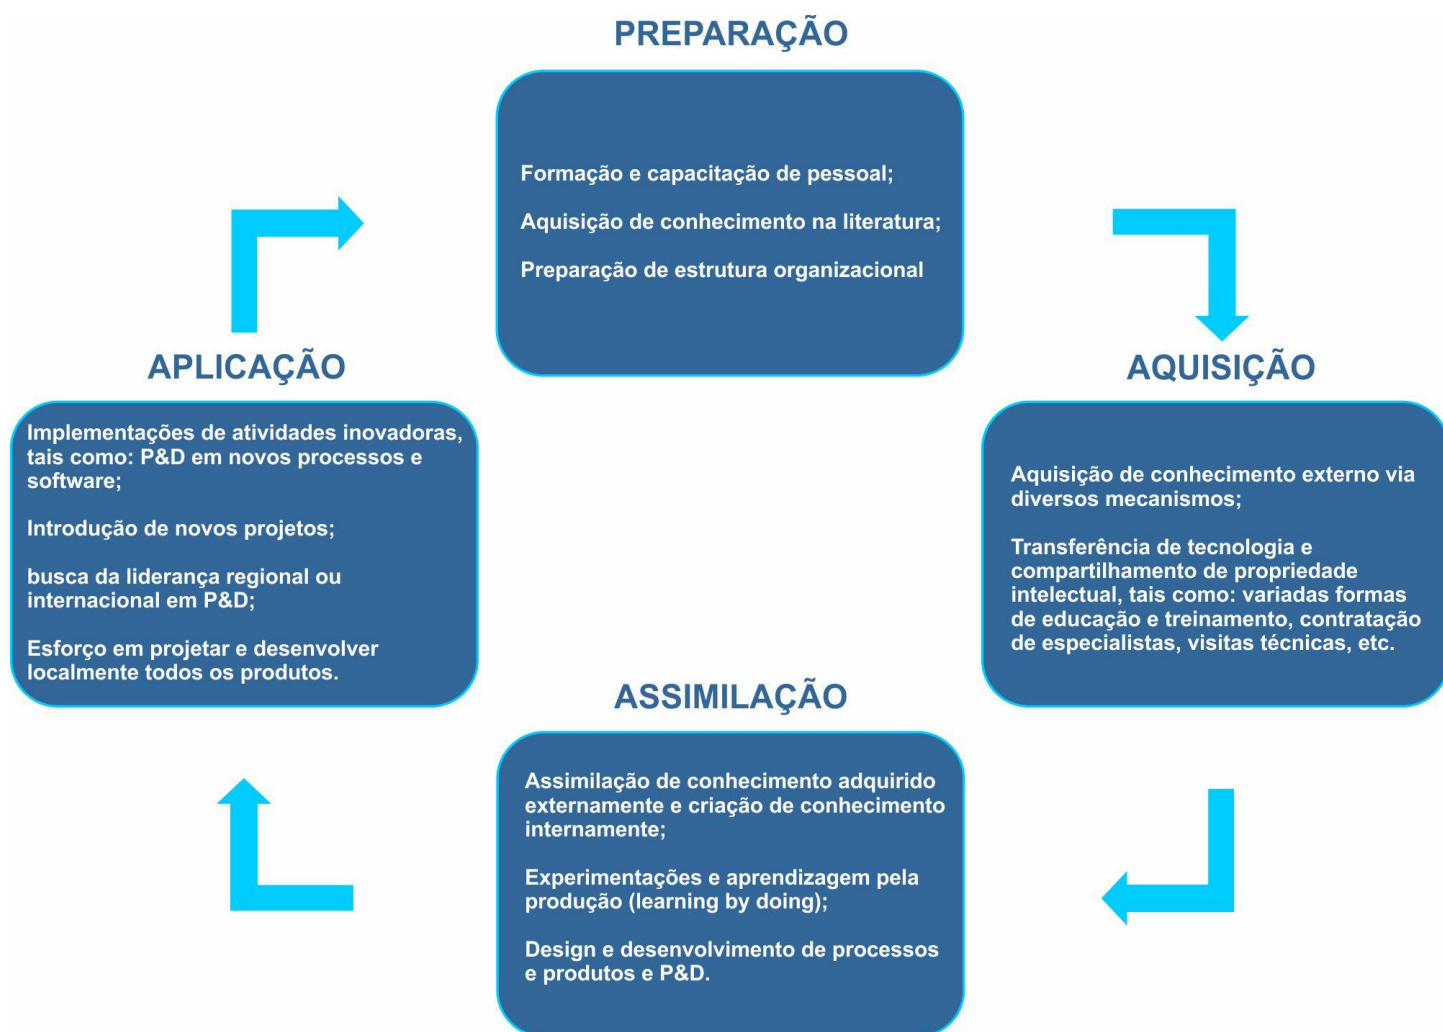 PREPARAÇÃO
Formação e capacitação de pessoal;
Aquisição de conhecimento na literatura;
Preparação de estrutura organizacional
AQUISIÇÃO
Aquisição de conhecimento externo via
diversos mecanismos;
Transferência de tecnologia e
compartilhamento de propriedade
intelectual, tais como: variadas formas
de educação e treinamento, contratação
de especialistas, visitas técnicas, etc.
ASSIMILAÇÃO
Assimilação de conhecimento adquirido
externamente e criação de conhecimento
internamente;
Experimentações e aprendizagem pela
produção (learning by doing);
Design e desenvolvimento de processos
e produtos e P&D.
APLICAÇÃO
Implementações de atividades inovadoras,
tais como: P&D em novos processos e
software;
Introdução de novos projetos;
busca da liderança regional ou
internacional em P&D;
Esforço em projetar e desenvolver
localmente todos os produtos.